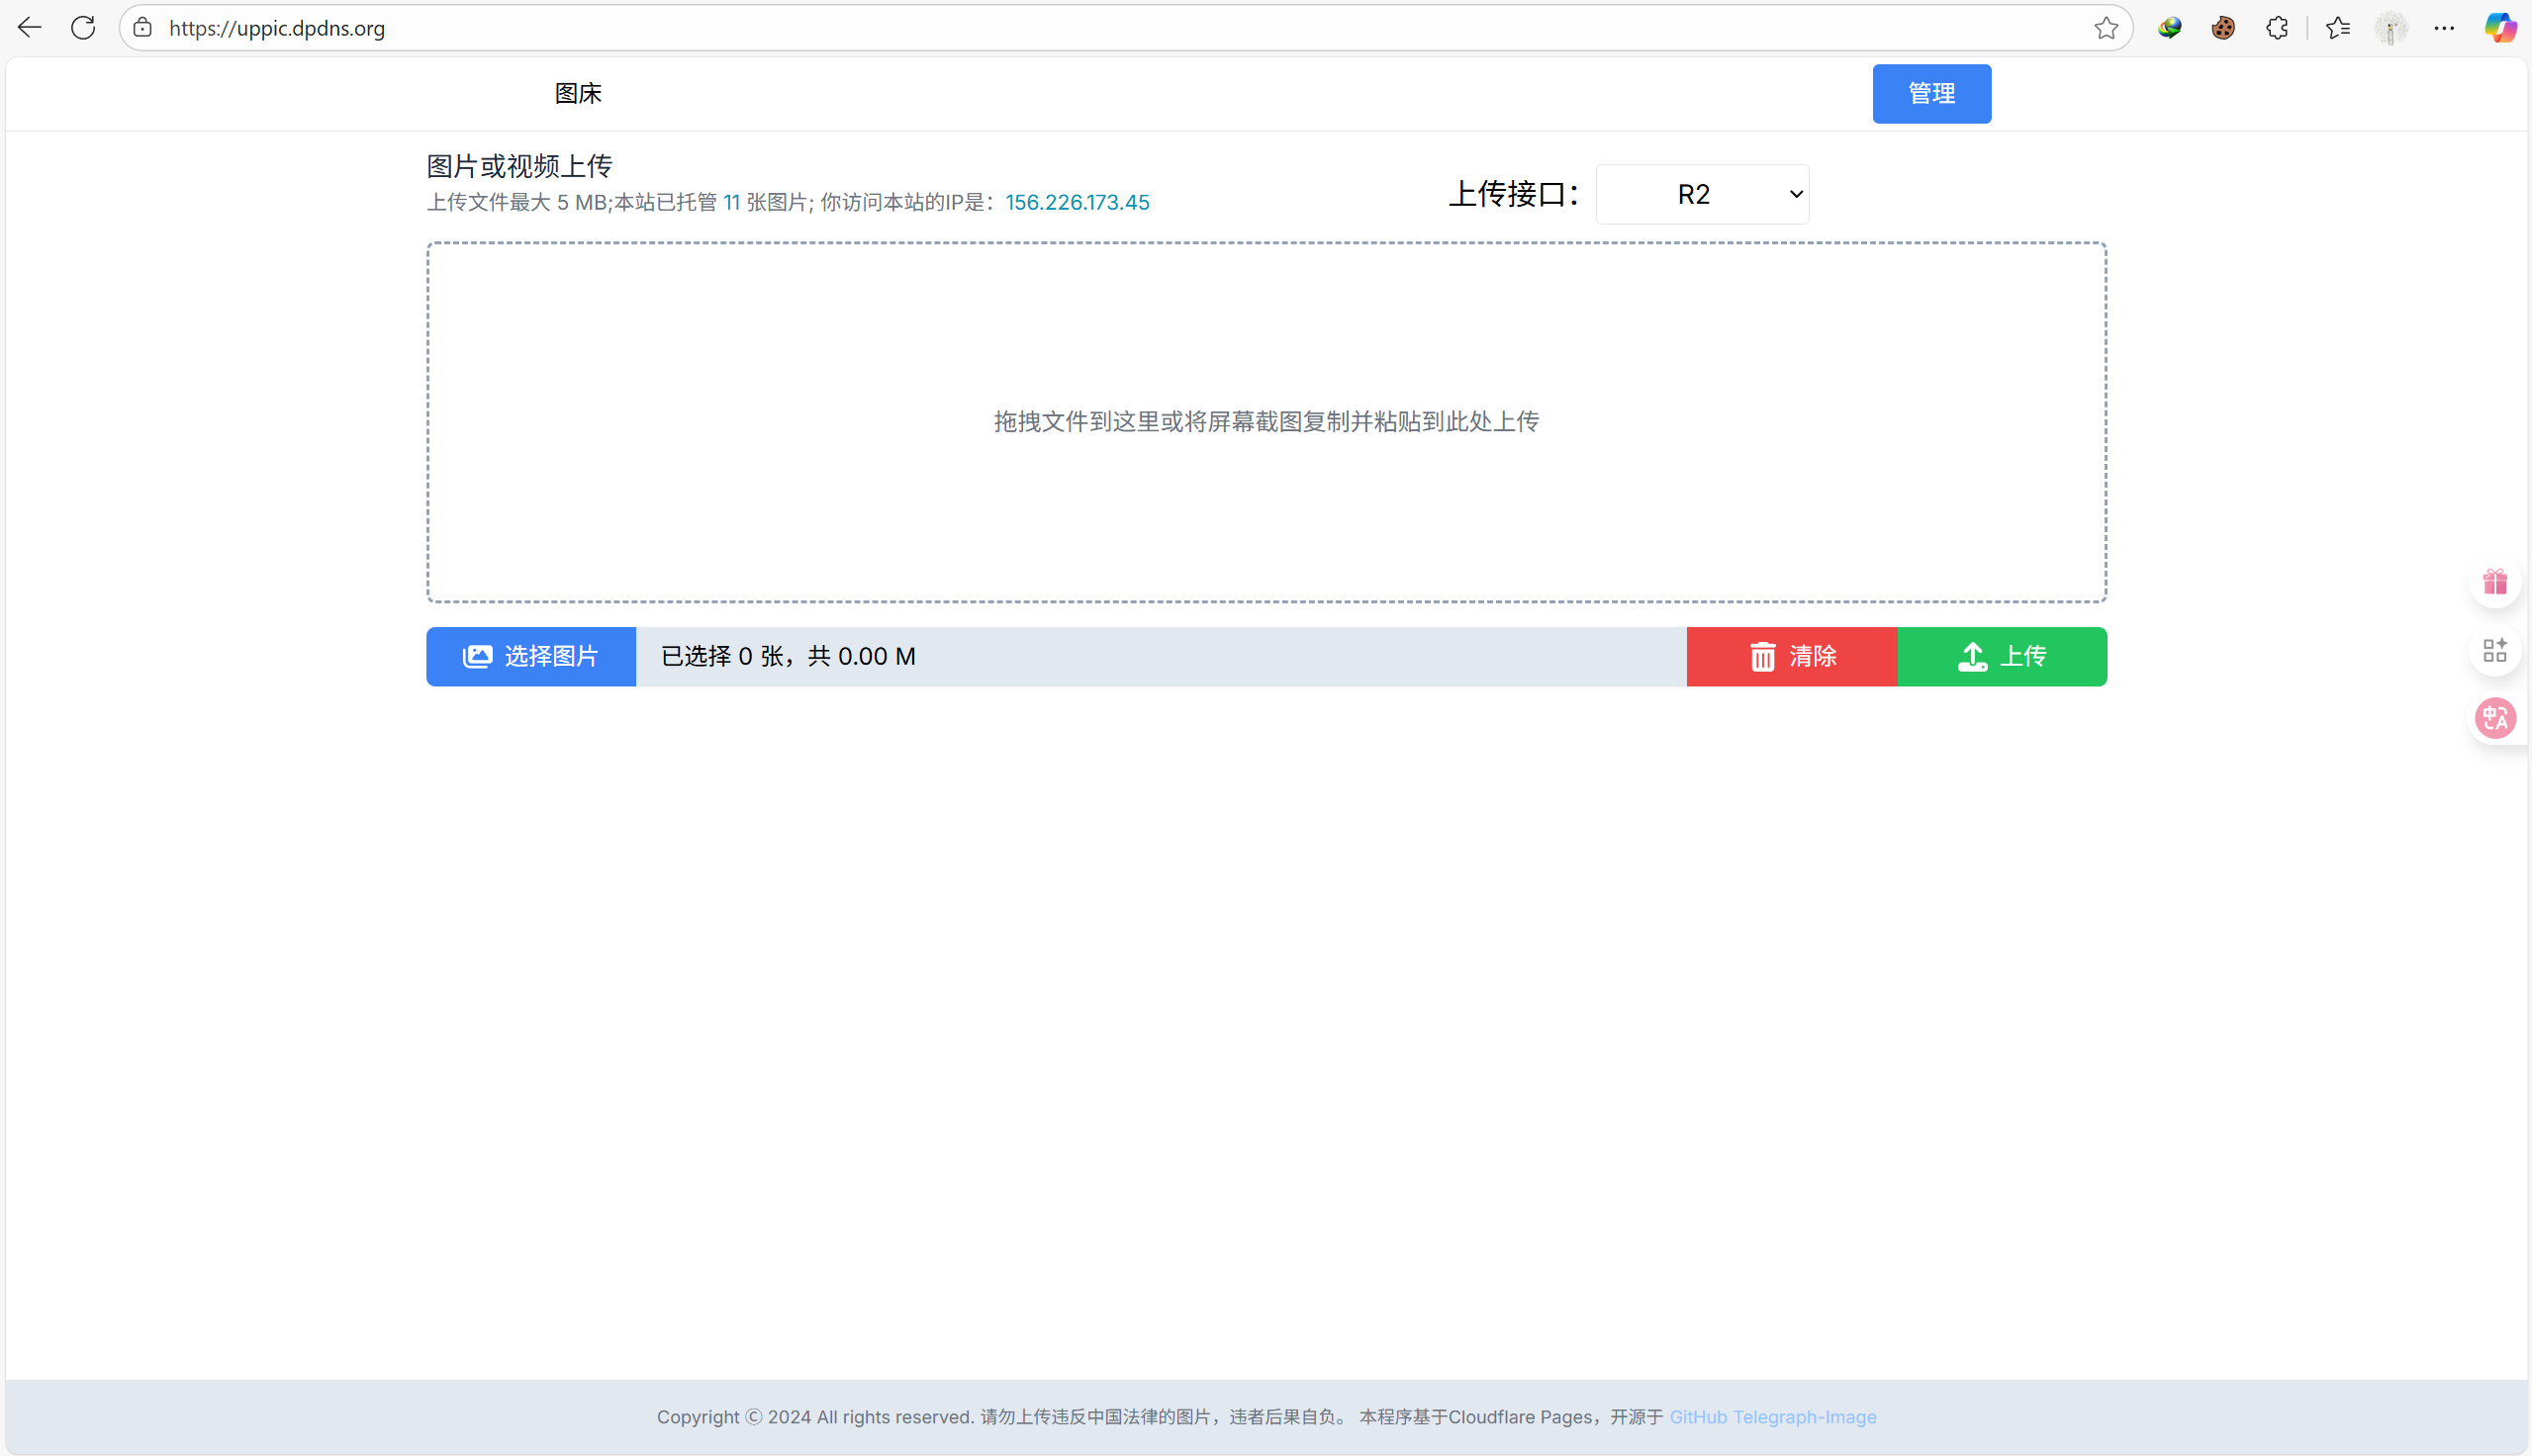 https://uppic.dpdns.org
图床
管理
图片或视频上传
上传文件最大 5 MB;本站已托管 11 张图片; 你访问本站的IP是：156.226.173.45
上传接口：
R2
拖拽文件到这里或将屏幕截图复制并粘贴到此处上传
选择图片
已选择 0 张，共 0.00 M
清除
上传
Copyright Ⓒ 2024 All rights reserved. 请勿上传违反中国法律的图片，违者后果自负。 本程序基于Cloudflare Pages，开源于 GitHub Telegraph-Image